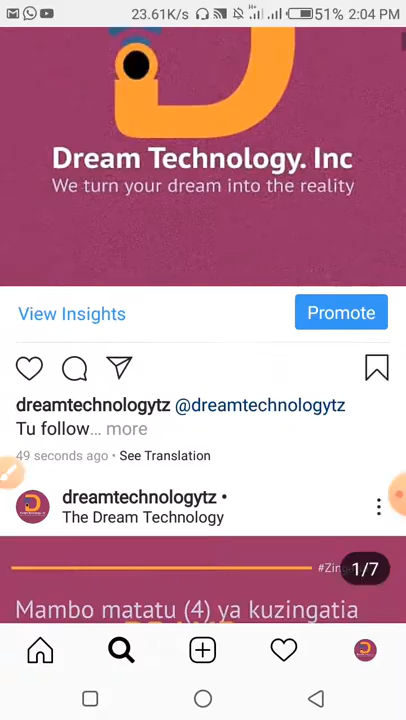 23.61K/s 51% 2:04 PM
Dream Technology. Inc
We turn your dream into the reality
View Insights Promote
dreamtechnologytz @dreamtechnologytz
Tu follow... more
49 seconds ago • See Translation
dreamtechnologytz •
The Dream Technology
1/7
Mambo matatu (4) ya kuzingatia